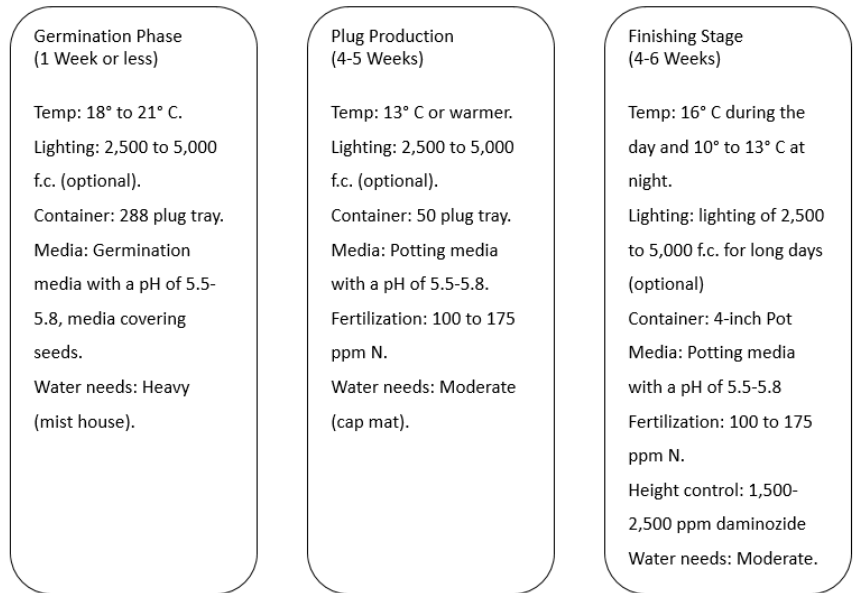 Germination Phase
(1 Week or less)
Temp: 18° to 21° C.
Lighting: 2,500 to 5,000
f.c. (optional).
Container: 288 plug tray.
Media: Germination
media with a pH of 5.5-
5.8, media covering
seeds.
Water needs: Heavy
(mist house).
Plug Production
(4-5 Weeks)
Temp: 13° C or warmer.
Lighting: 2,500 to 5,000
f.c. (optional).
Container: 50 plug tray.
Media: Potting media
with a pH of 5.5-5.8.
Fertilization: 100 to 175
ppm N.
Water needs: Moderate
(cap mat).
Finishing Stage
(4-6 Weeks)
Temp: 16° C during the
day and 10° to 13° C at
night.
Lighting: lighting of 2,500
to 5,000 f.c. for long days
(optional)
Container: 4-inch Pot
Media: Potting media
with a pH of 5.5-5.8
Fertilization: 100 to 175
ppm N.
Height control: 1,500-
2,500 ppm daminozide
Water needs: Moderate.